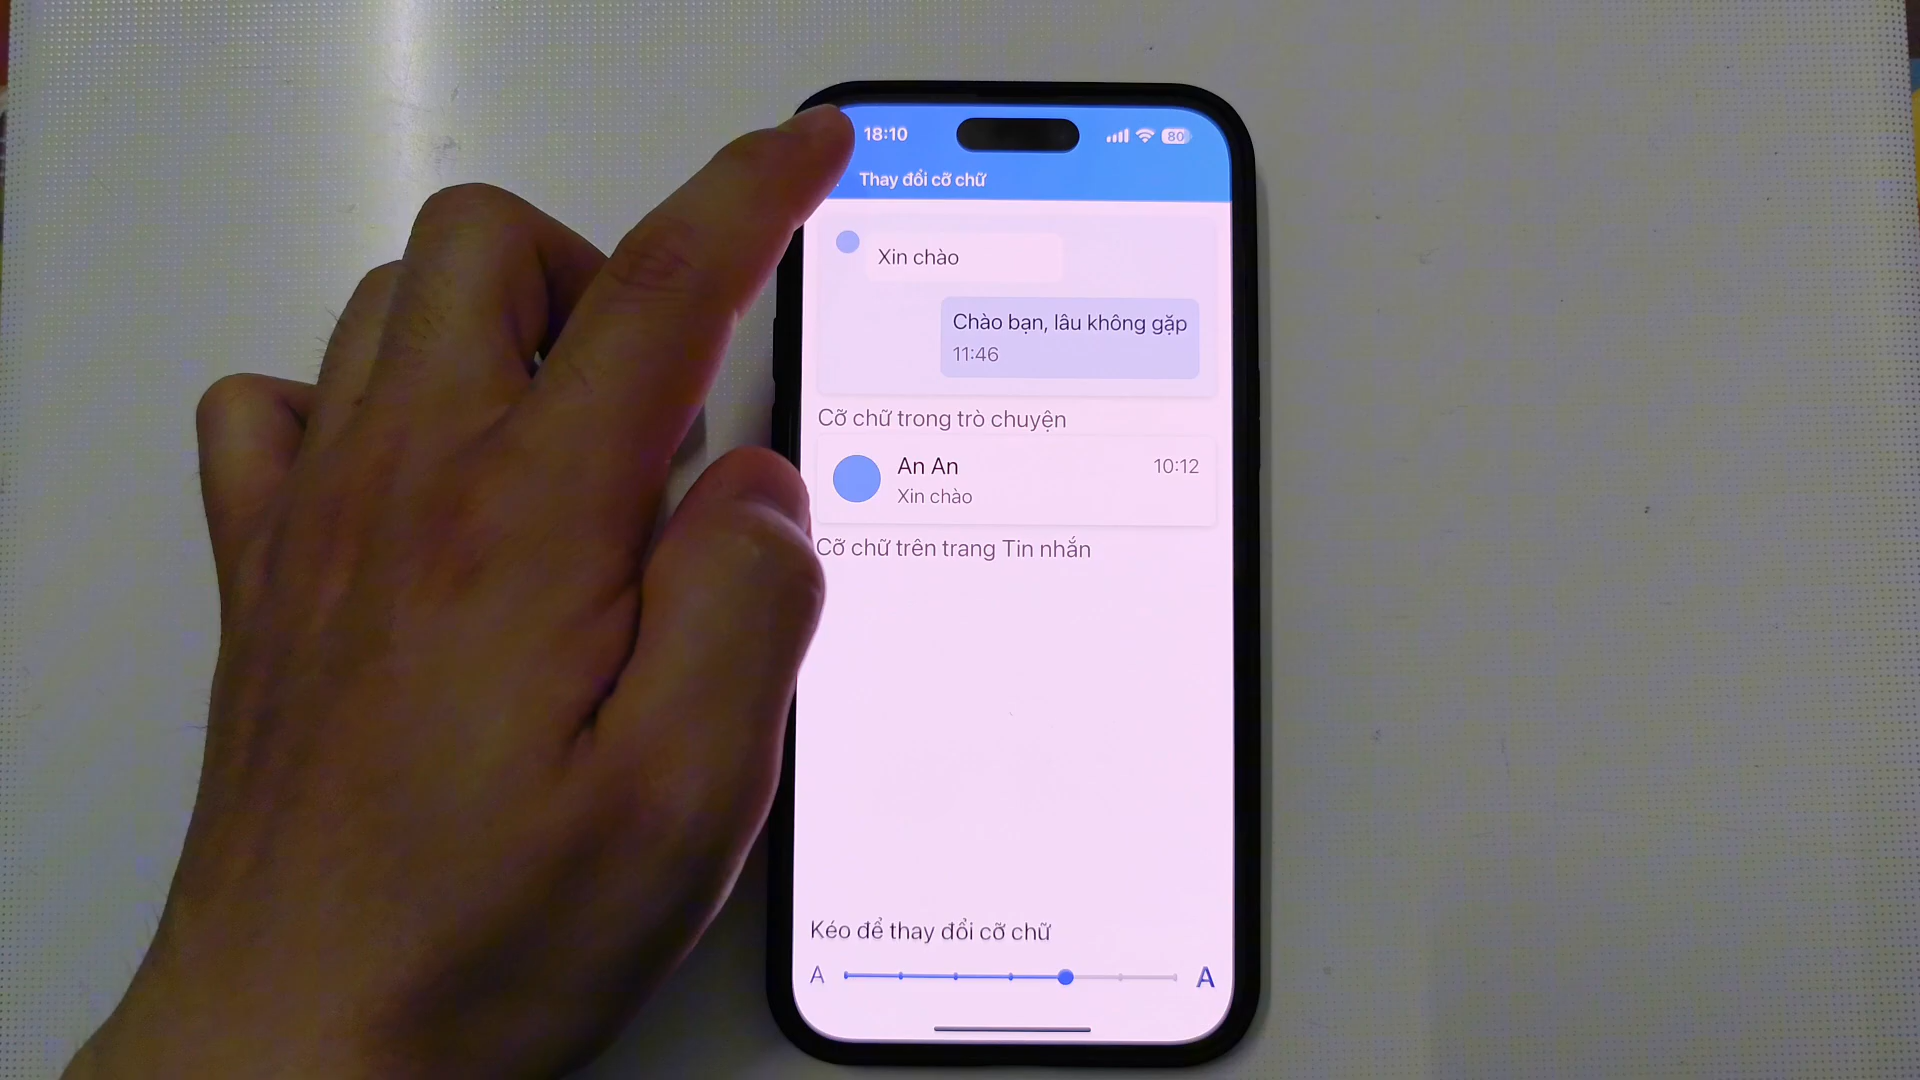 18:10
80
Thay đổi cỡ chữ
Xin chào
Chào bạn, lâu không gặp
11:46
Cỡ chữ trong trò chuyện
An An
10:12
Xin chào
Cỡ chữ trên trang Tin nhắn
Kéo để thay đổi cỡ chữ
A
A